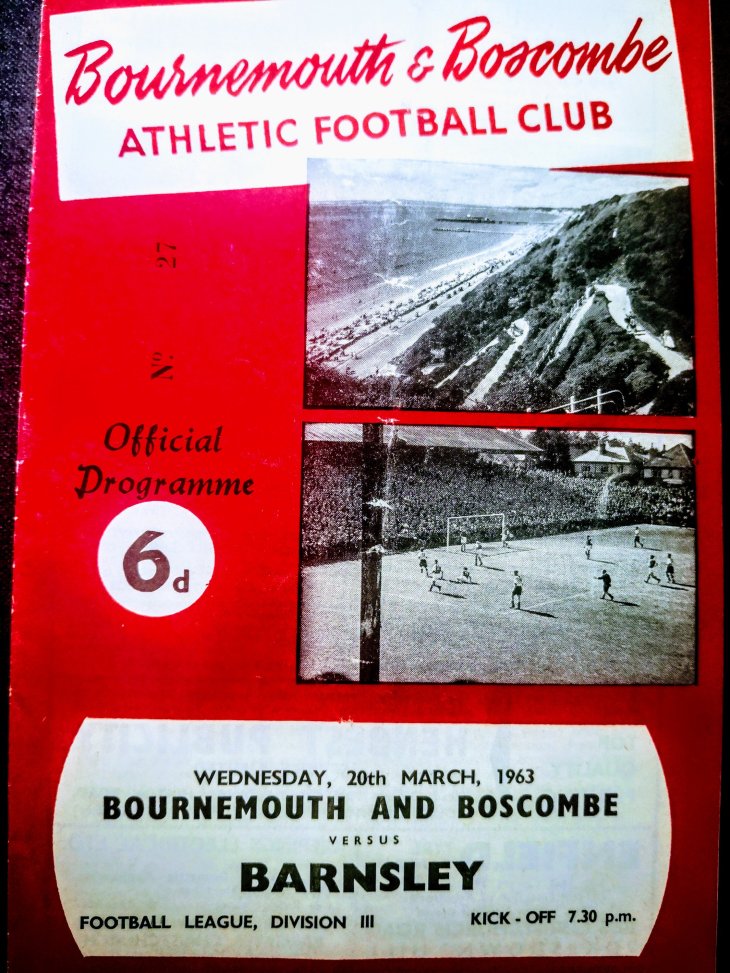 Bournemouth & Boscombe
ATHLETIC FOOTBALL CLUB
Nº 27
Official
Programme
6d
WEDNESDAY, 20th MARCH, 1963
BOURNEMOUTH AND BOSCOMBE
VERSUS
BARNSLEY
FOOTBALL LEAGUE, DIVISION III KICK - OFF 7.30 p.m.